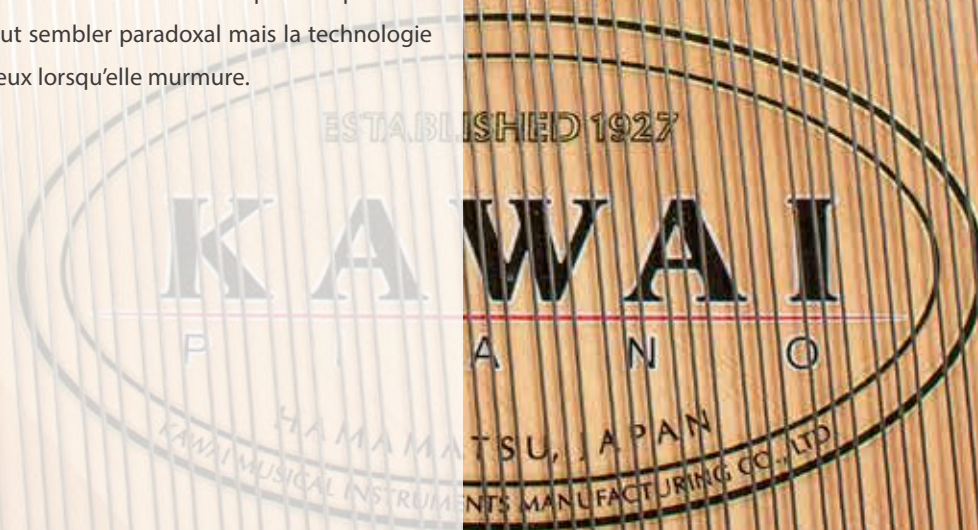 ut sembler paradoxal mais la technologie
eux lorsqu'elle murmure.
ESTABLISHED 1927
KAWAI
PIANO
HAMAMATSU, JAPAN
KAWAI MUSICAL INSTRUMENTS MANUFACTURING CO., LTD